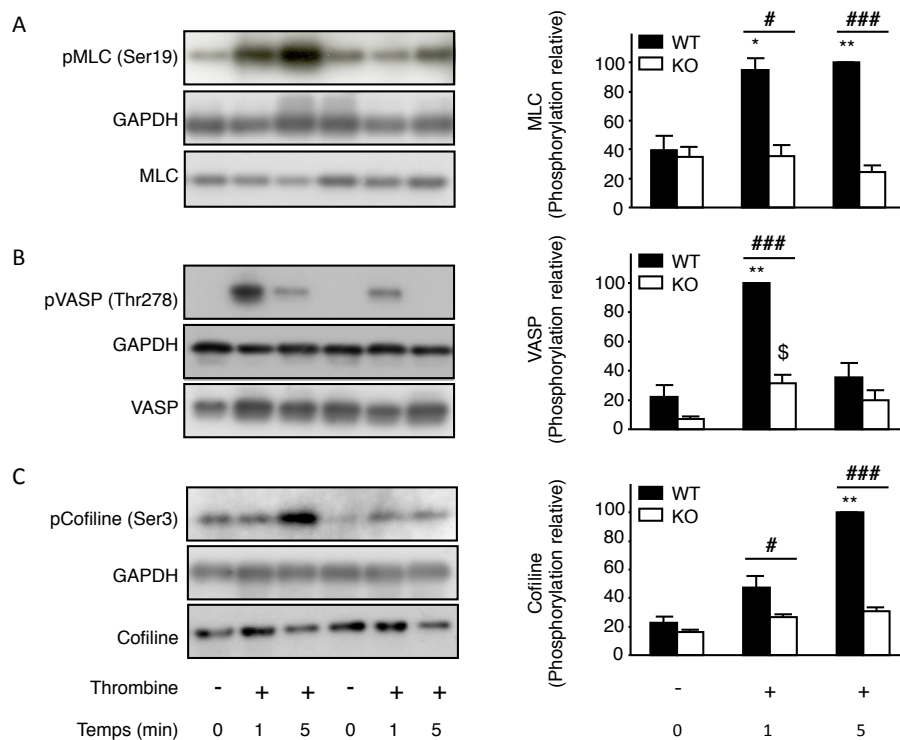 A
pMLC (Ser19)
GAPDH
MLC
MLC
(Phosphorylation relative)
100
80
60
40
20
0
WT
KO
#
###
*
**
B
pVASP (Thr278)
GAPDH
VASP
VASP
(Phosphorylation relative)
100
80
60
40
20
0
WT
KO
###
**
$
C
pCofiline (Ser3)
GAPDH
Cofiline
Cofiline
(Phosphorylation relative)
100
80
60
40
20
0
WT
KO
#
###
**
Thrombine - + + - + +
Temps (min) 0 1 5 0 1 5
- + +
0 1 5